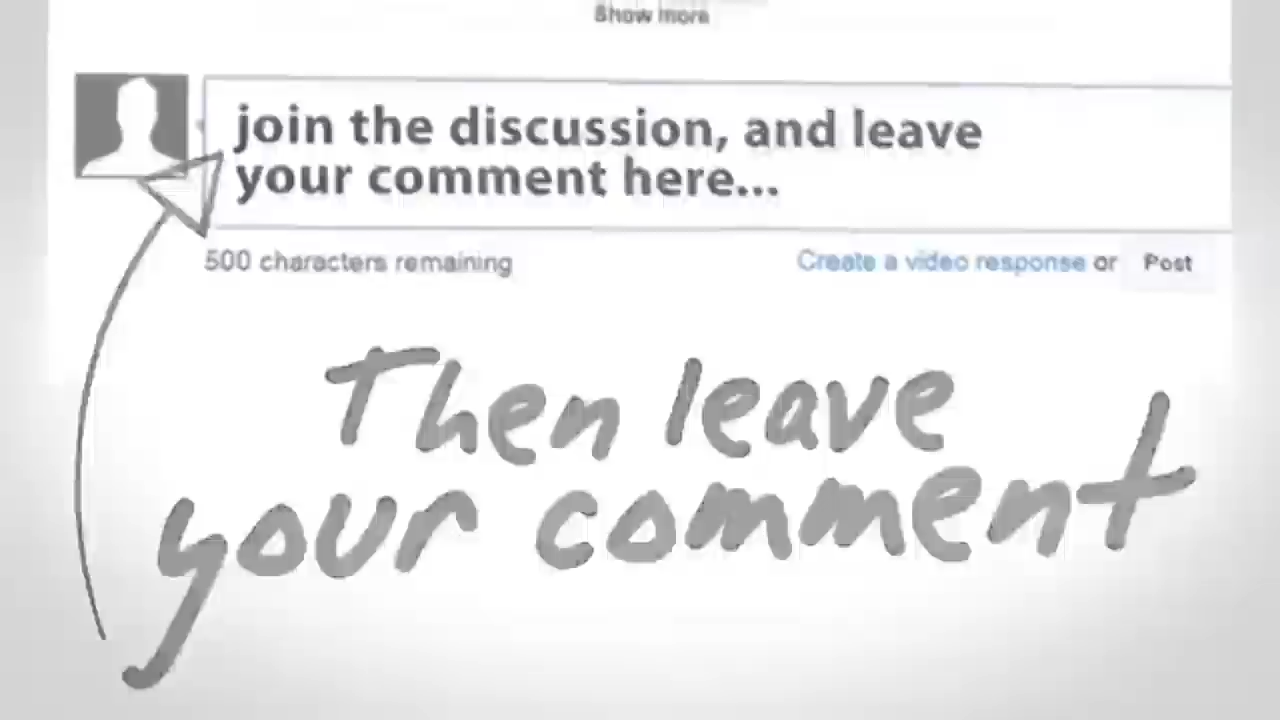 Show more
join the discussion, and leave
your comment here...
500 characters remaining
Create a video response or Post
Then leave
your comment